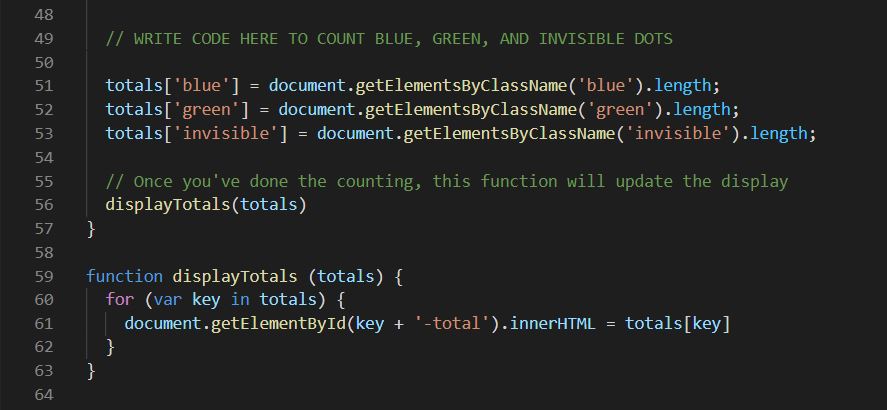 48
49 // WRITE CODE HERE TO COUNT BLUE, GREEN, AND INVISIBLE DOTS
50
51 totals['blue'] = document.getElementsByClassName('blue').length;
52 totals['green'] = document.getElementsByClassName('green').length;
53 totals['invisible'] = document.getElementsByClassName('invisible').length;
54
55 // Once you've done the counting, this function will update the display
56 displayTotals(totals)
57 }
58
59 function displayTotals (totals) {
60 for (var key in totals) {
61 document.getElementById(key + '-total').innerHTML = totals[key]
62 }
63 }
64